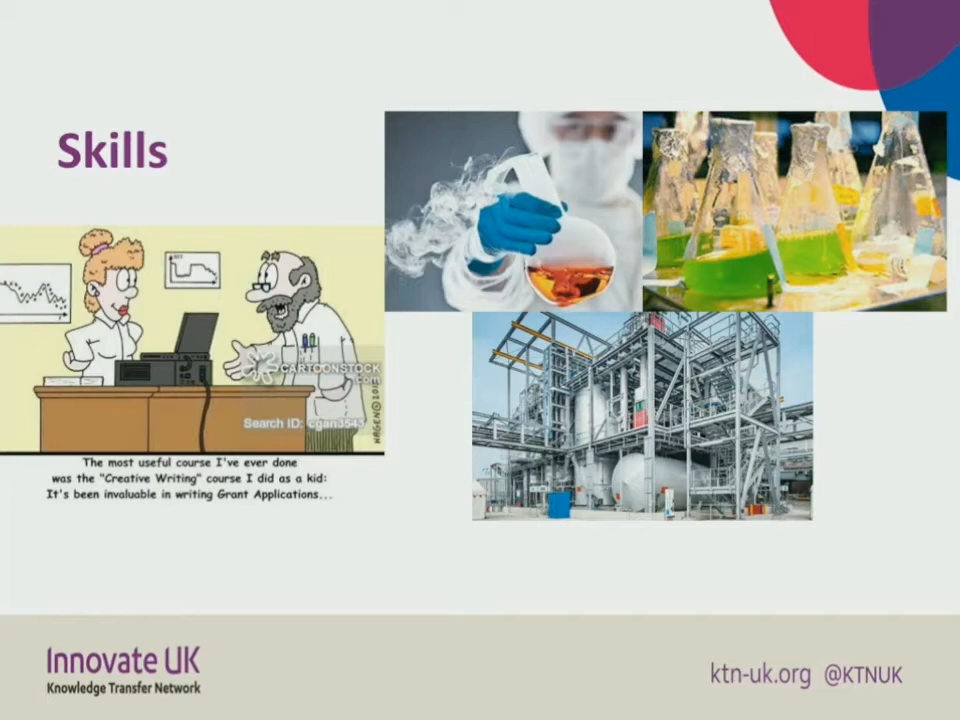 Skills
CARTOONSTOCK
.com
Search ID: cgan3543
The most useful course I've ever done
was the "Creative Writing" course I did as a kid:
It's been invaluable in writing Grant Applications...
Innovate UK
Knowledge Transfer Network
ktn-uk.org @KTNUK